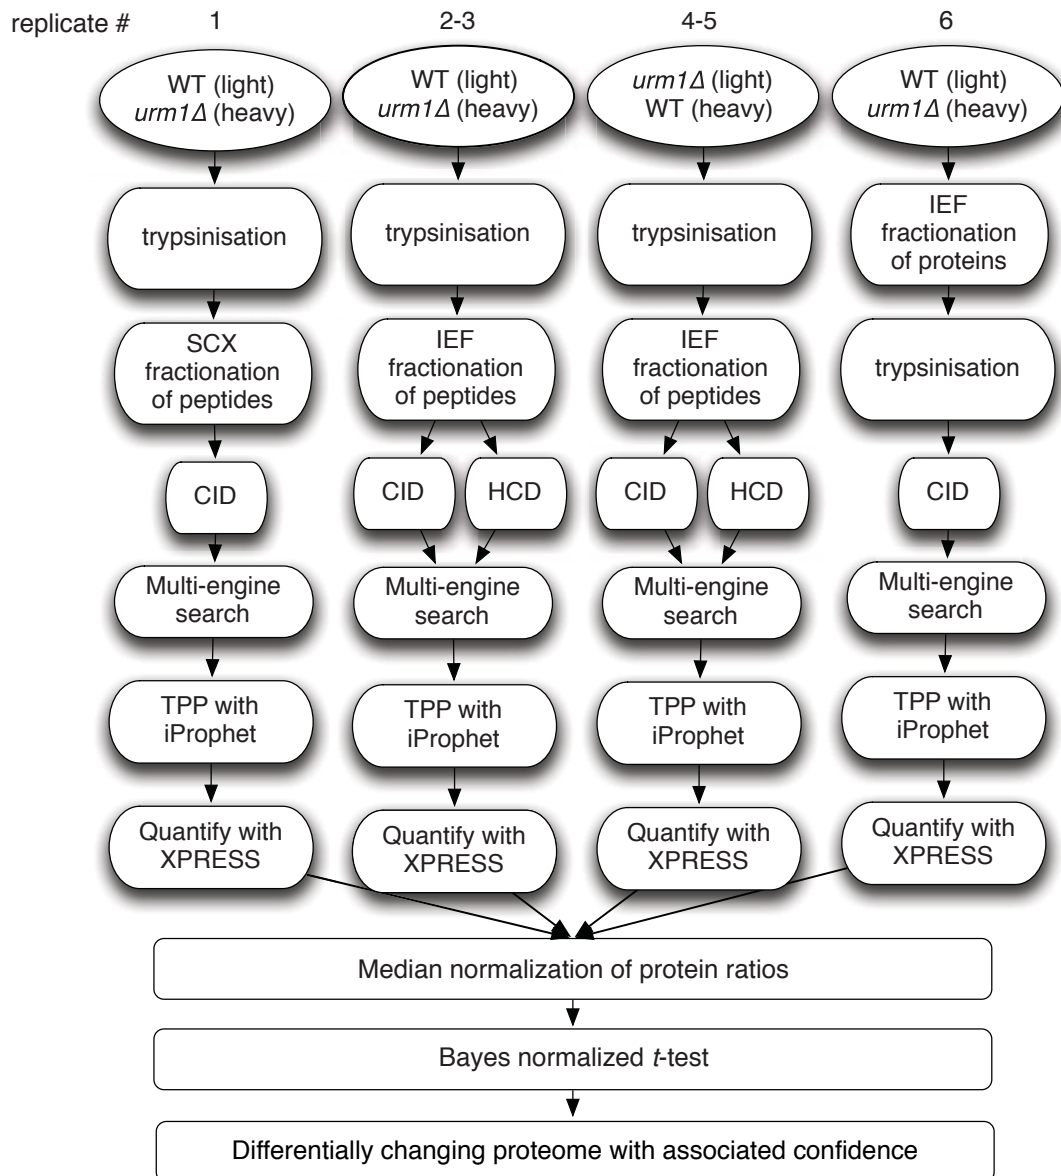 replicate # 1 2-3 4-5 6
WT (light)
urm1Δ (heavy)
WT (light)
urm1Δ (heavy)
urm1Δ (light)
WT (heavy)
WT (light)
urm1Δ (heavy)
trypsinisation
trypsinisation
trypsinisation
IEF
fractionation
of proteins
SCX
fractionation
of peptides
IEF
fractionation
of peptides
IEF
fractionation
of peptides
trypsinisation
CID
CID
HCD
CID
HCD
CID
Multi-engine
search
Multi-engine
search
Multi-engine
search
Multi-engine
search
TPP with
iProphet
TPP with
iProphet
TPP with
iProphet
TPP with
iProphet
Quantify with
XPRESS
Quantify with
XPRESS
Quantify with
XPRESS
Quantify with
XPRESS
Median normalization of protein ratios
Bayes normalized t-test
Differentially changing proteome with associated confidence